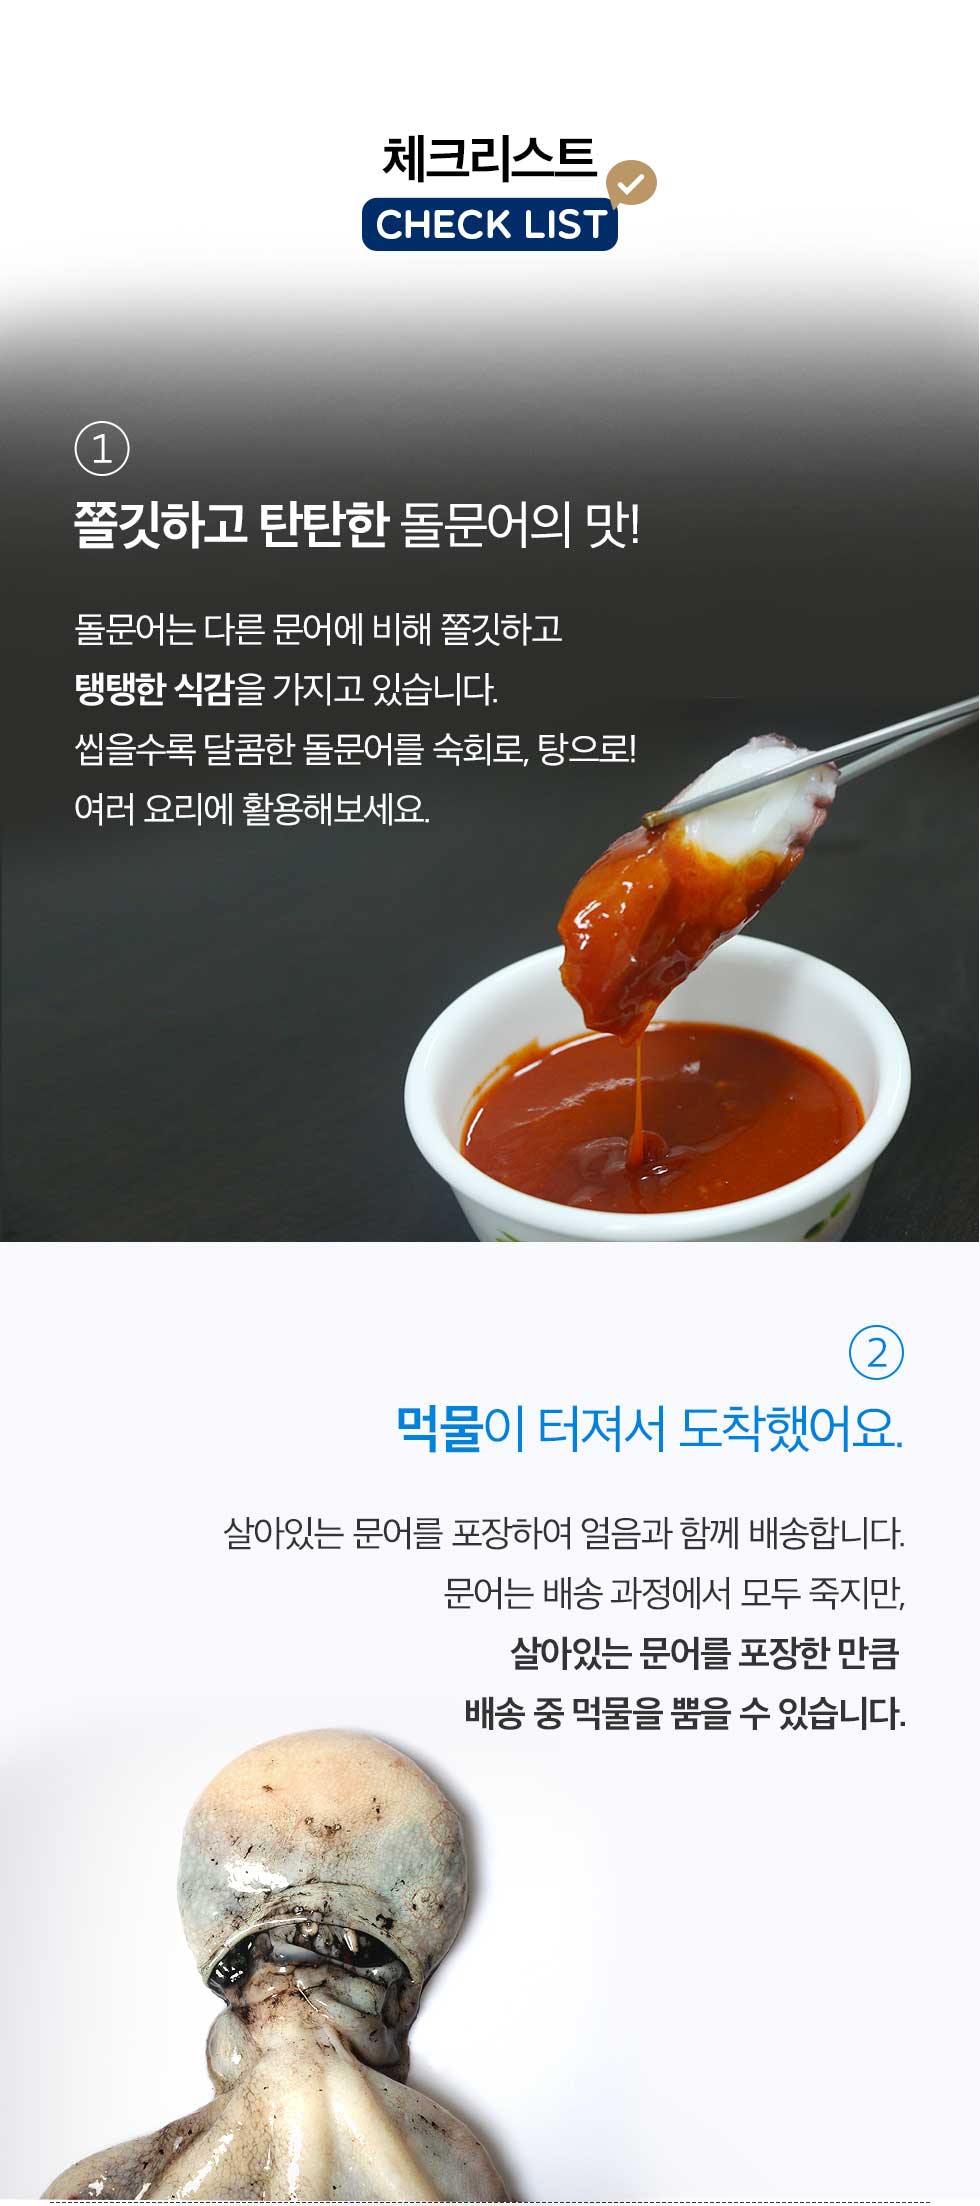 체크리스트
CHECK LIST
1
쫄깃하고 탄탄한 돌문어의 맛!
돌문어는 다른 문어에 비해 쫄깃하고
탱탱한 식감을 가지고 있습니다.
씹을수록 달콤한 돌문어를 숙회로, 탕으로!
여러 요리에 활용해보세요.
2
먹물이 터져서 도착했어요.
살아있는 문어를 포장하여 얼음과 함께 배송합니다.
문어는 배송 과정에서 모두 죽지만,
살아있는 문어를 포장한 만큼
배송 중 먹물을 뿜을 수 있습니다.